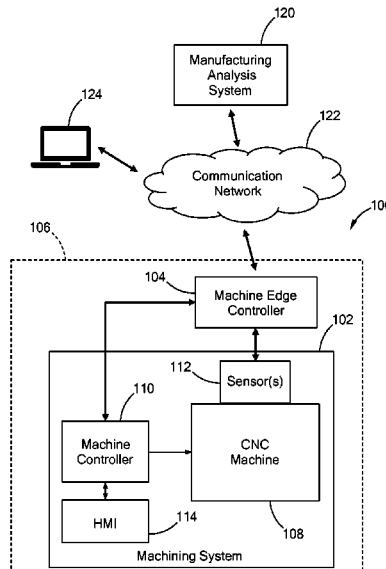 120
Manufacturing
Analysis
System
124
122
Communication
Network
106
104
Machine Edge
Controller
102
112
Sensor(s)
110
Machine
Controller
CNC
Machine
HMI
114
108
Machining System